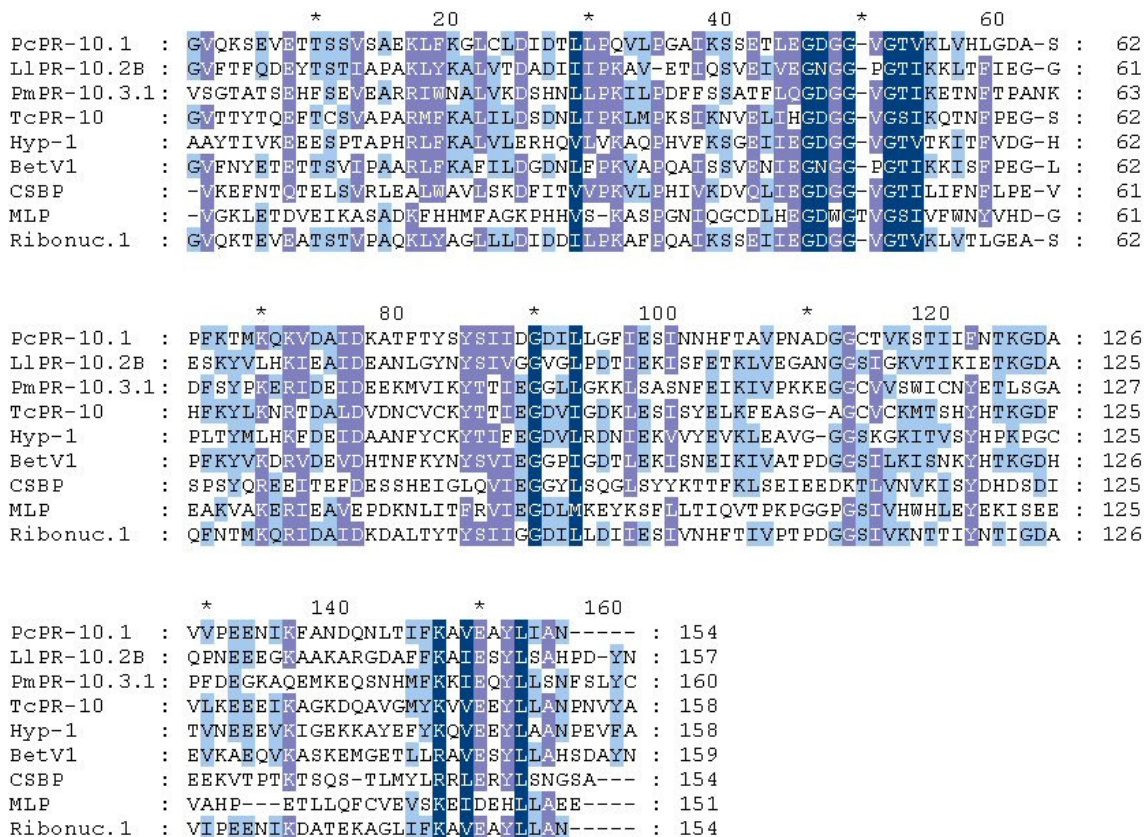 * 20 * 40 * 60
PcPR-10.1 : GVQKSEVETTSSVSAEKLFKGLCLDIDTLLPQVLPGAIKSSETLEGDGG-VGTVKLVHLGDA-S : 62
LlPR-10.2B : GVFTFQDEYTSTIAPAKLYKALVTDADIIIPKAV-ETIQSVEIVEGNGG-PGTIKKLTFIEG-G : 61
PmPR-10.3.1: VSGTATSEHFSEVEARRIWNALVKDSHNLLPKILPDFFSSATFLQGDGG-VGTIKETNFTPANK : 63
TcPR-10 : GVTTYTQEFTCSVAPARMFKALILDSDNLIPKLMPKSIKNVELIHGDGG-VGSIKQTNFPEG-S : 62
Hyp-1 : AAYTIVKEEESPTAPHRLFKALVLERHQVLVKAQPHVFKSGEIIEGDGG-VGTVTKITFVDG-H : 62
BetV1 : GVFNYETETTSVIPAARLFKAFILDGDNLFPKVAPQAISSVENIEGNGG-PGTIKKISFPEG-L : 62
CSBP : -VKEFNTQTELSVRLEALWAVLSKDFITVVPKVLPHIVKDVQLIEGDGG-VGTILIFNFLPE-V : 61
MLP : -VGKLETDVEIKASADKFHHMFAGKPHHVS-KASPGNIQGCDLHEGDWGTVGSIVFWNYVHD-G : 61
Ribonuc.1 : GVQKTEVEATSTVPAQKLYAGLLLDIDDILPKAFPQAIKSSEIIEGDGG-VGTVKLVTLGEA-S : 62
* 80 * 100 * 120
PcPR-10.1 : PFKTMKQKVDAIDKATFTYSYSIIDGDILLGFIESINNHFTAVPNADGGCTVKSTIIFNTKGDA : 126
LlPR-10.2B : ESKYVLHKIEAIDEANLGYNYSIVGGVGLPDTIEKISFETKLVEGANGGSIGKVTIKIETKGDA : 125
PmPR-10.3.1: DFSYPKERIDEIDEEKMVIKYTTIEGGLLGKKLSASNFEIKIVPKKEGGCVVSWICNYETLSGA : 127
TcPR-10 : HFKYLKNRTDALDVDNCVCKYTTIEGDVIGDKLESISYELKFEASG-AGCVCKMTSHYHTKGDF : 125
Hyp-1 : PLTYMLHKFDEIDAANFYCKYTIFEGDVLRDNIEKVVYEVKLEAVG-GGSKGKITVSYHPKPGC : 125
BetV1 : PFKYVKDRVDEVDHTNFKYNYSVIEGGPIGDTLEKISNEIKIVATPDGGSILKISNKYHTKGDH : 126
CSBP : SPSYQREEITEFDESSHEIGLQVIEGGYLSQGLSYYKTTFKLSEIEEDKTLVNVKISYDHDSDI : 125
MLP : EAKVAKERIEAVEPDKNLITFRVIEGDLMKEYKSFLLTIQVTPKPGGPGSIVHWHLEYEKISEE : 125
Ribonuc.1 : QFNTMKQRIDAIDKDALTYTYSIIGGDILLDIIESIVNHFTIVPTPDGGSIVKNTTIYNTIGDA : 126
* 140 * 160
PcPR-10.1 : VVPEENIKFANDQNLTIFKAVEAYLIAN----- : 154
LlPR-10.2B : QPNEEEGKAAKARGDAFFKAIESYLSAHPD-YN : 157
PmPR-10.3.1: PFDEGKAQEMKEQSNHMFKKIEQYLLSNFSLYC : 160
TcPR-10 : VLKEEEIKAGKDQAVGMYKVVEEYLLANPNVYA : 158
Hyp-1 : TVNEEEVKIGEKKAYEFYKQVEEYLAANPEVFA : 158
BetV1 : EVKAEQVKASKEMGETLLRAVESYLLAHSDAYN : 159
CSBP : EEKVTPTKTSQS-TLMYLRRLERYLSNGSA--- : 154
MLP : VAHP---ETLLQFCVEVSKEIDEHLLAEE---- : 151
Ribonuc.1 : VIPEENIKDATEKAGLIFKAVEAYLLAN----- : 154